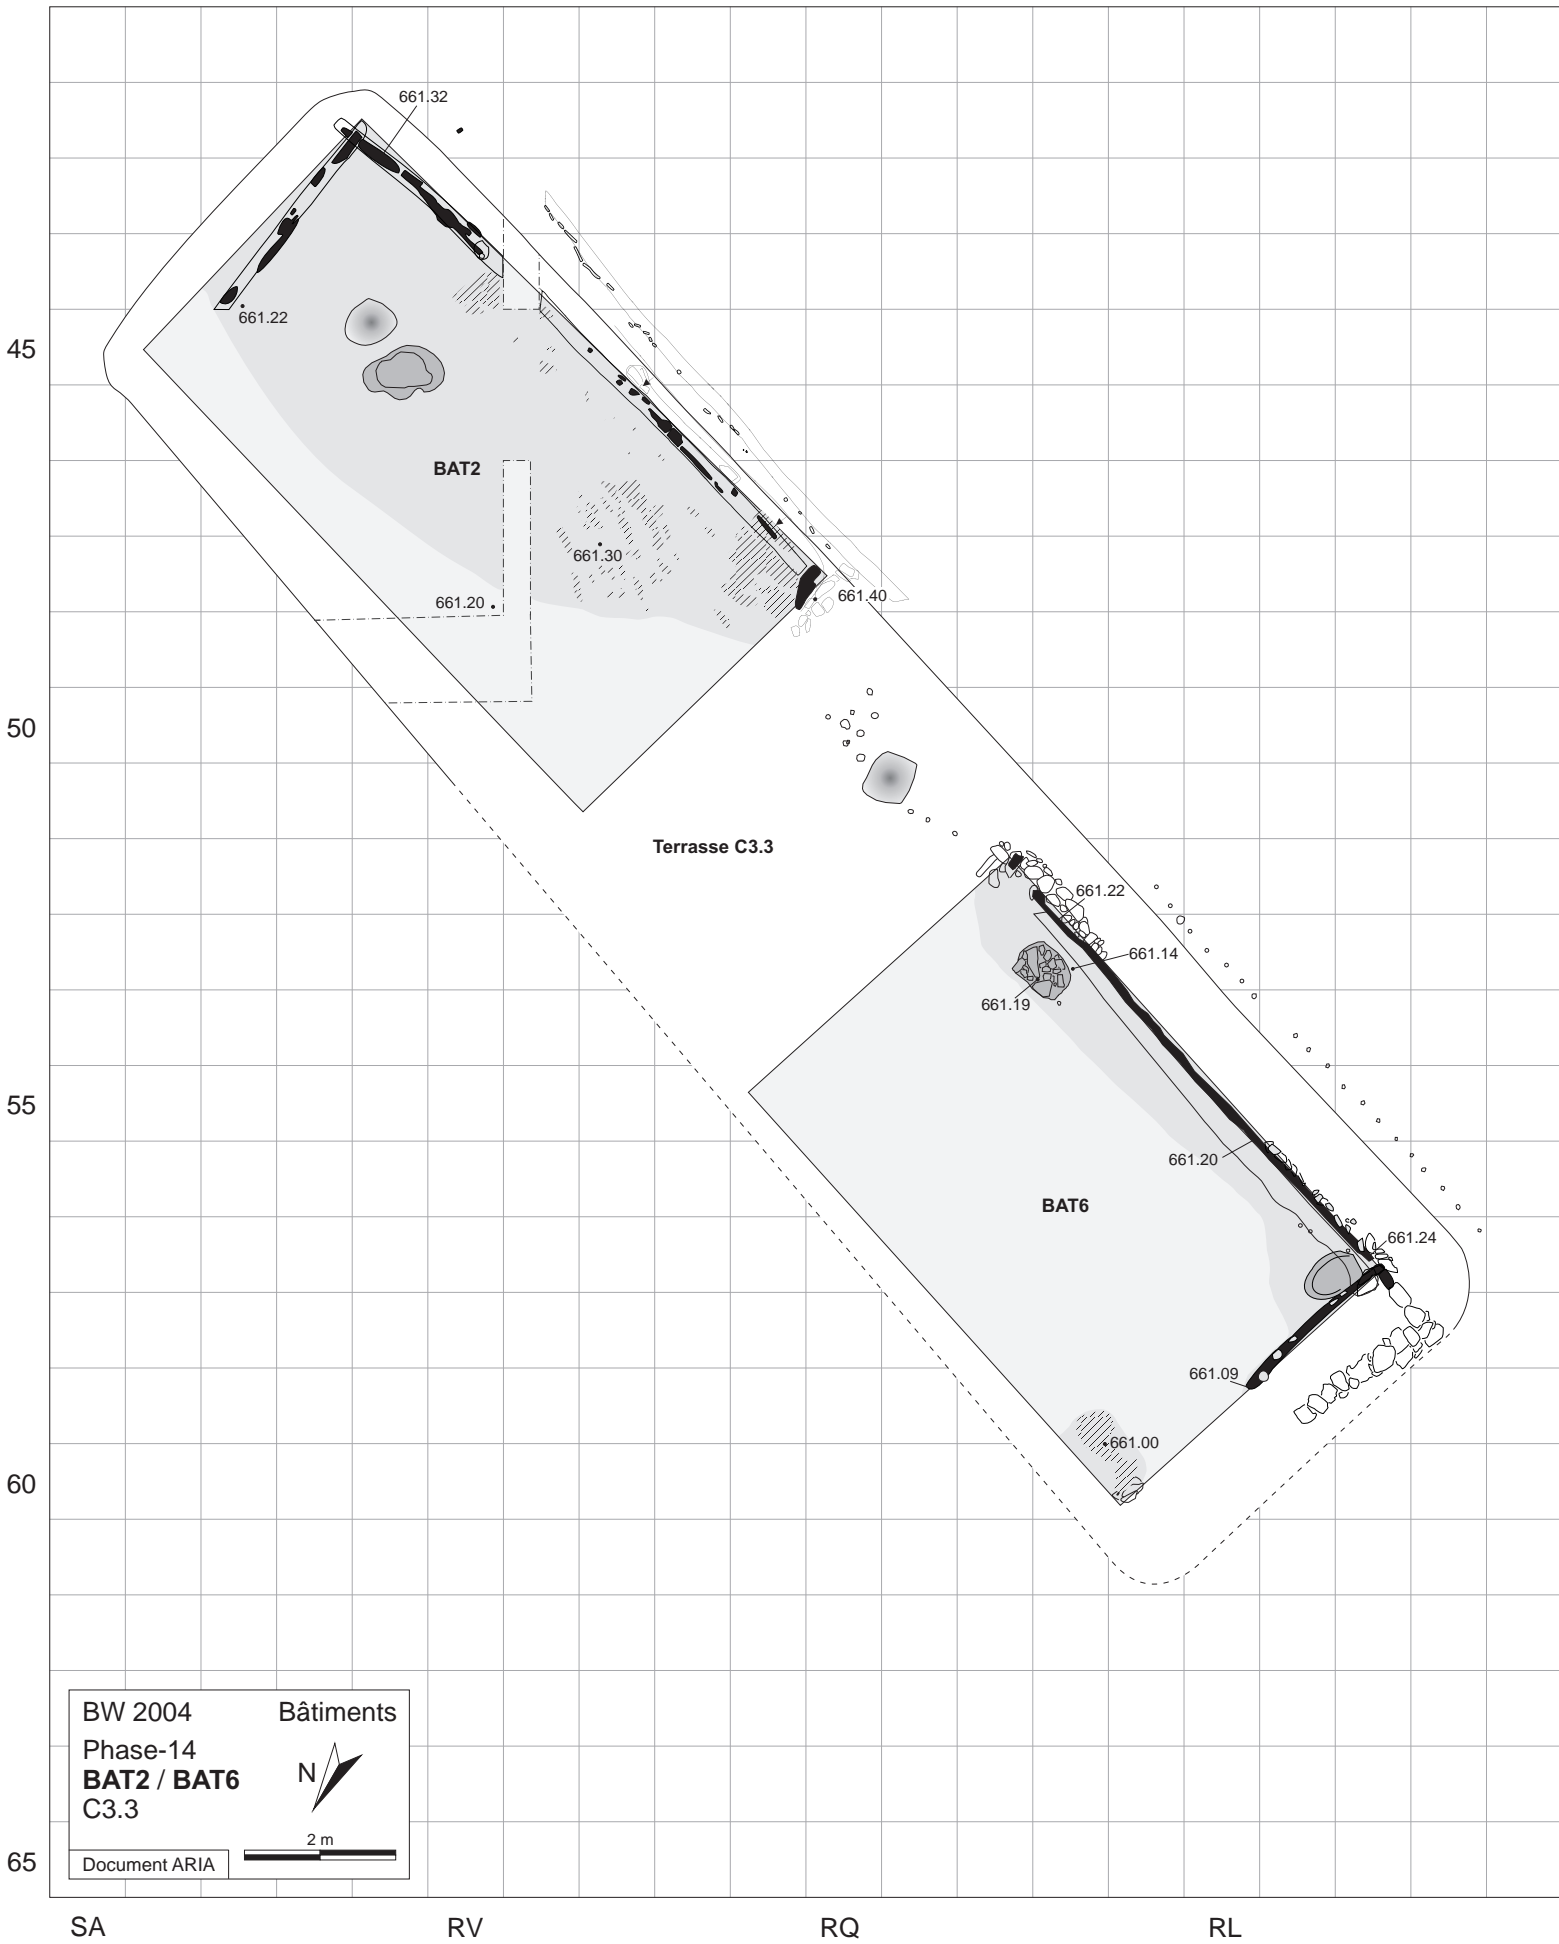 661.32
661.22
45
BAT2
661.30
661.20
661.40
50
Terrasse C3.3
661.22
661.14
661.19
55
661.20
BAT6
661.24
661.09
661.00
60
BW 2004 Bâtiments
Phase-14
BAT2 / BAT6
N
C3.3
2 m
Document ARIA
65
SA RV RQ RL